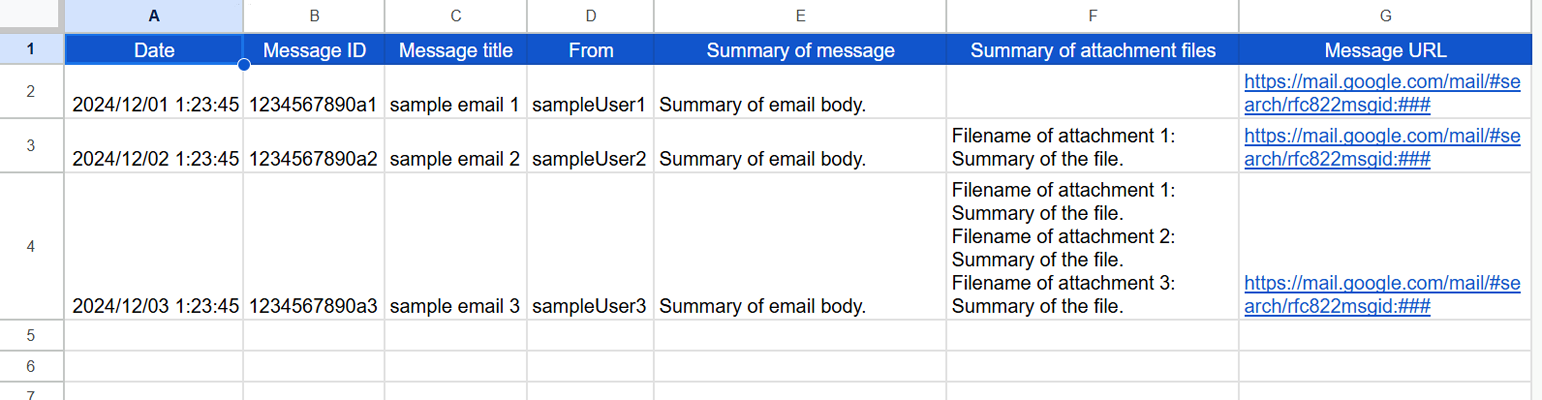 A B C D E F G
1 Date Message ID Message title From Summary of message Summary of attachment files Message URL
2 2024/12/01 1:23:45 1234567890a1 sample email 1 sampleUser1 Summary of email body. https://mail.google.com/mail/#se
arch/rfc822msgid:###
3 2024/12/02 1:23:45 1234567890a2 sample email 2 sampleUser2 Summary of email body. Filename of attachment 1: https://mail.google.com/mail/#se
Summary of the file. arch/rfc822msgid:###
4 2024/12/03 1:23:45 1234567890a3 sample email 3 sampleUser3 Summary of email body. Filename of attachment 1:
Summary of the file.
Filename of attachment 2:
Summary of the file.
Filename of attachment 3: https://mail.google.com/mail/#se
Summary of the file. arch/rfc822msgid:###
5
6
7